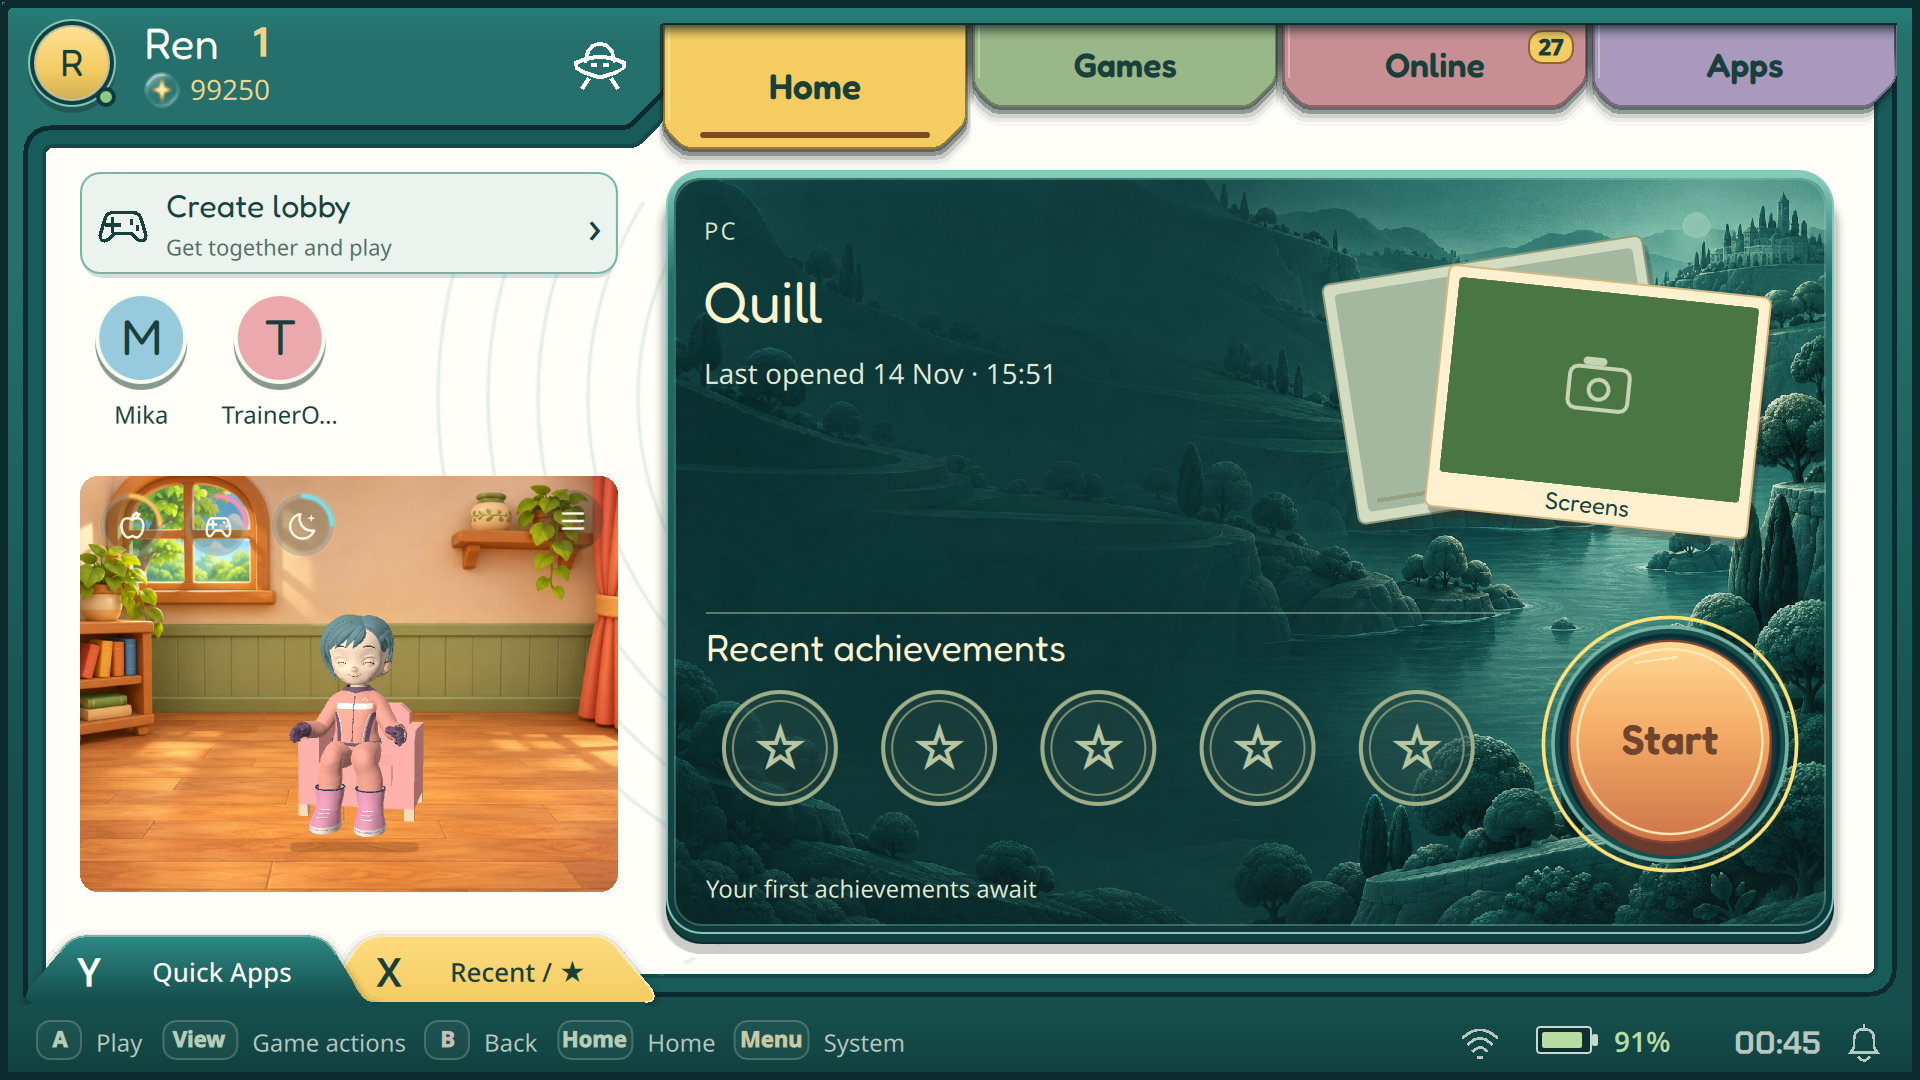 R
Ren 1
99250
Home
Games
Online
27
Apps
Create lobby
Get together and play
M
T
Mika
TrainerO...
PC
Quill
Last opened 14 Nov · 15:51
Screens
Recent achievements
Start
Your first achievements await
Y Quick Apps
X Recent / ★
A Play View Game actions B Back Home Home Menu System
91%
00:45